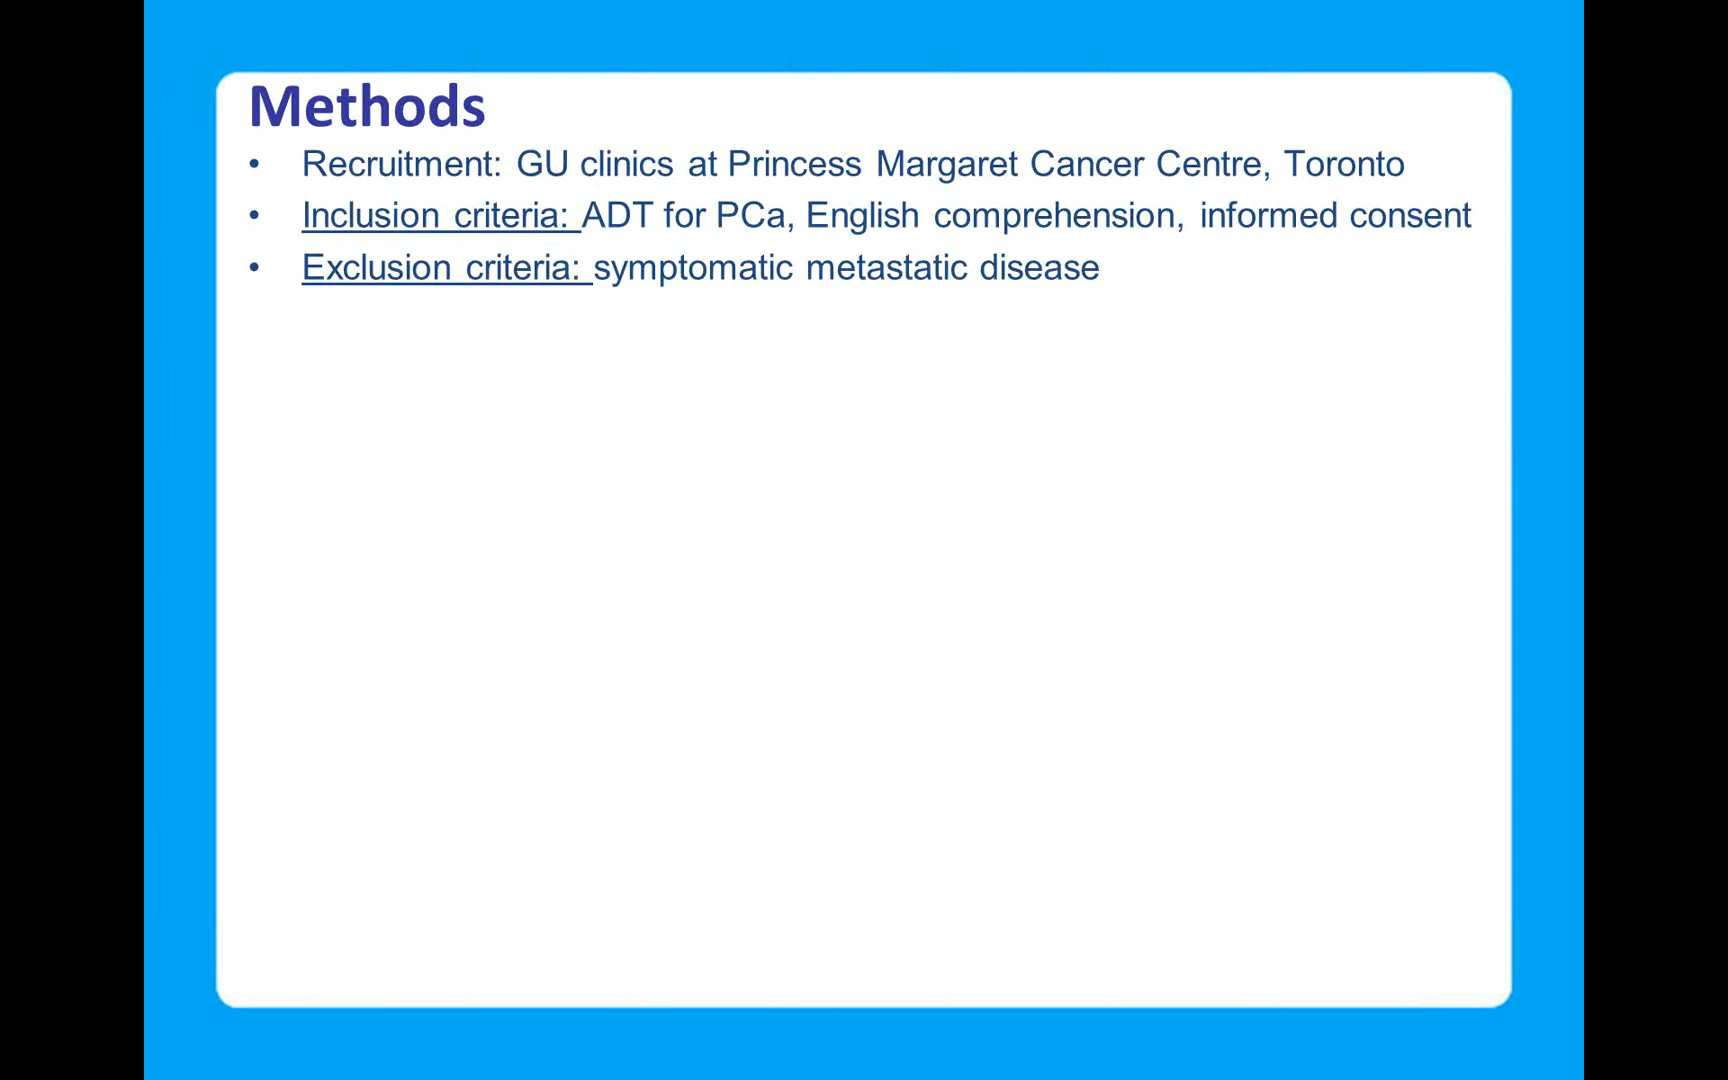 Methods
• Recruitment: GU clinics at Princess Margaret Cancer Centre, Toronto
• Inclusion criteria: ADT for PCa, English comprehension, informed consent
• Exclusion criteria: symptomatic metastatic disease